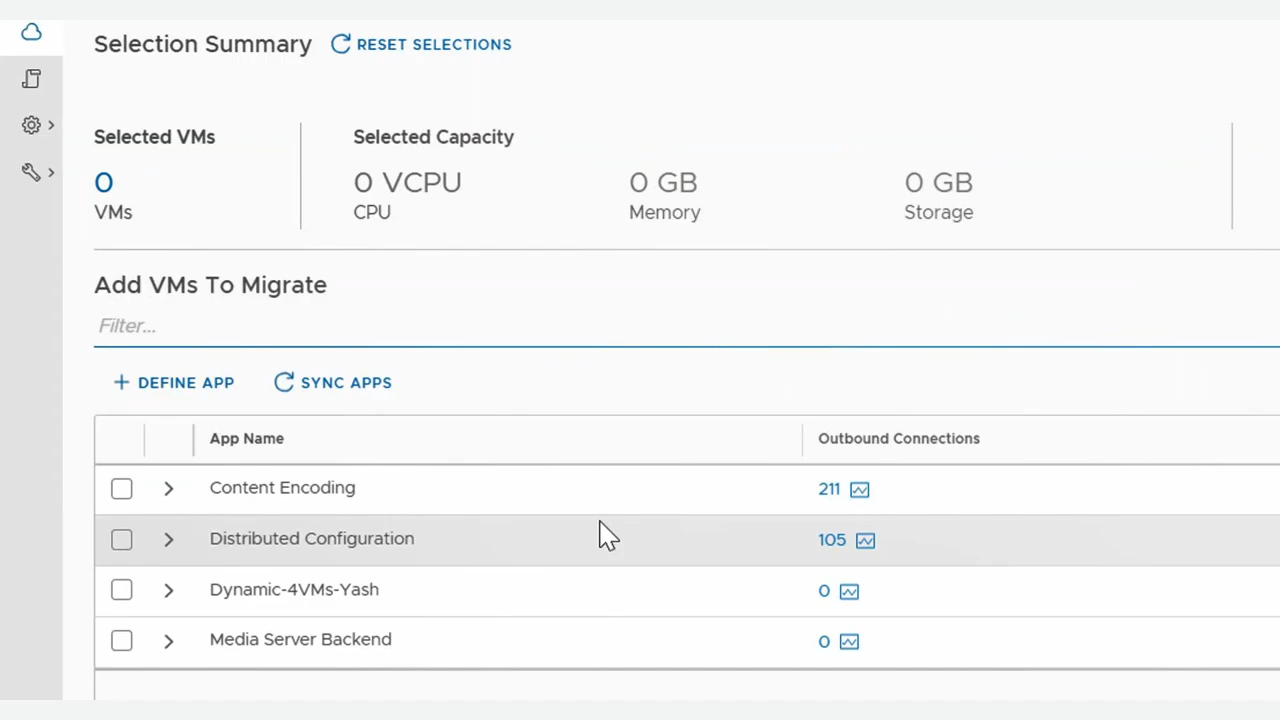 Selection Summary RESET SELECTIONS
Selected VMs Selected Capacity
0 0 VCPU 0 GB 0 GB
VMs CPU Memory Storage
Add VMs To Migrate
Filter...
+ DEFINE APP SYNC APPS
App Name Outbound Connections
Content Encoding 211
Distributed Configuration 105
Dynamic-4VMs-Yash 0
Media Server Backend 0